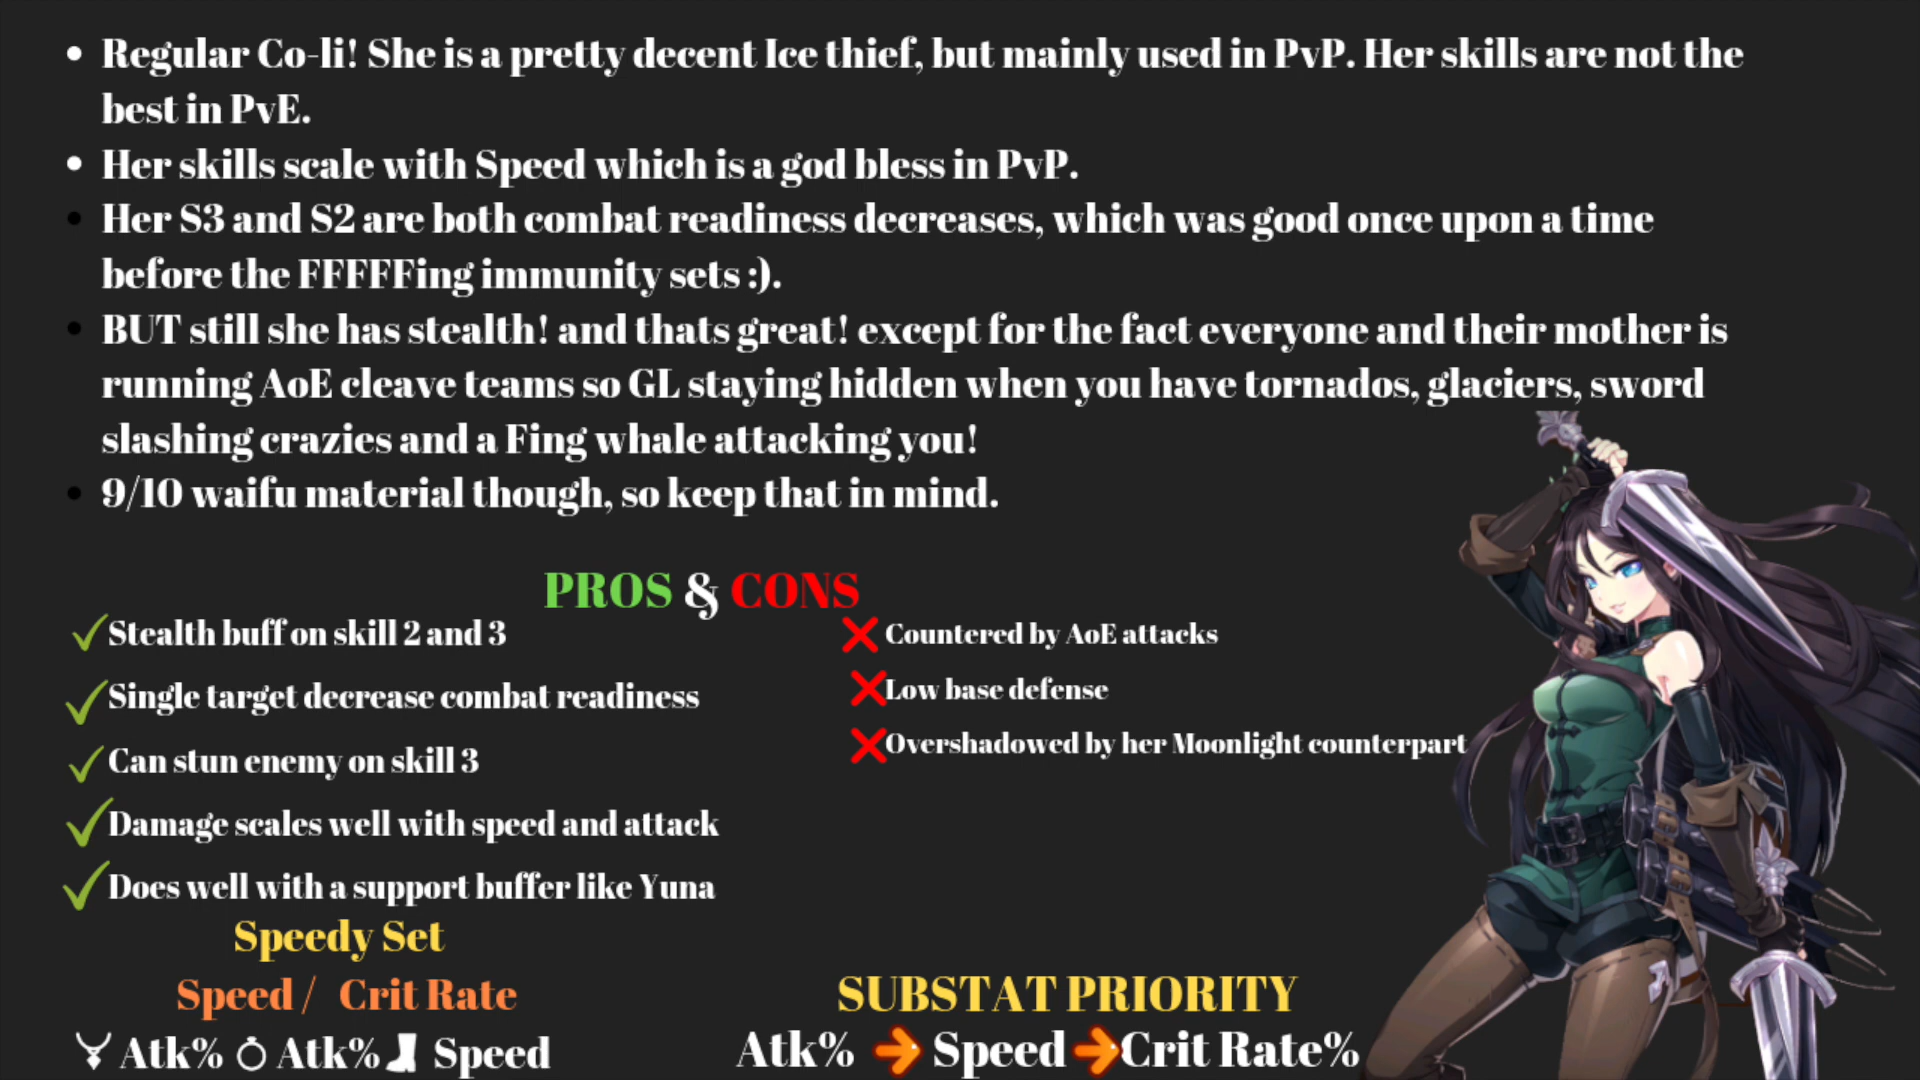 Regular Co-li! She is a pretty decent Ice thief, but mainly used in PvP. Her skills are not the
best in PvE.
Her skills scale with Speed which is a god bless in PvP.
Her S3 and S2 are both combat readiness decreases, which was good once upon a time
before the FFFFFing immunity sets :).
BUT still she has stealth! and thats great! except for the fact everyone and their mother is
running AoE cleave teams so GL staying hidden when you have tornados, glaciers, sword
slashing crazies and a Fing whale attacking you!
9/10 waifu material though, so keep that in mind.
PROS & CONS
Stealth buff on skill 2 and 3
Single target decrease combat readiness
Can stun enemy on skill 3
Damage scales well with speed and attack
Does well with a support buffer like Yuna
Countered by AoE attacks
Low base defense
Overshadowed by her Moonlight counterpart
Speedy Set
Speed / Crit Rate
Atk% Atk% Speed
SUBSTAT PRIORITY
Atk% Speed Crit Rate%